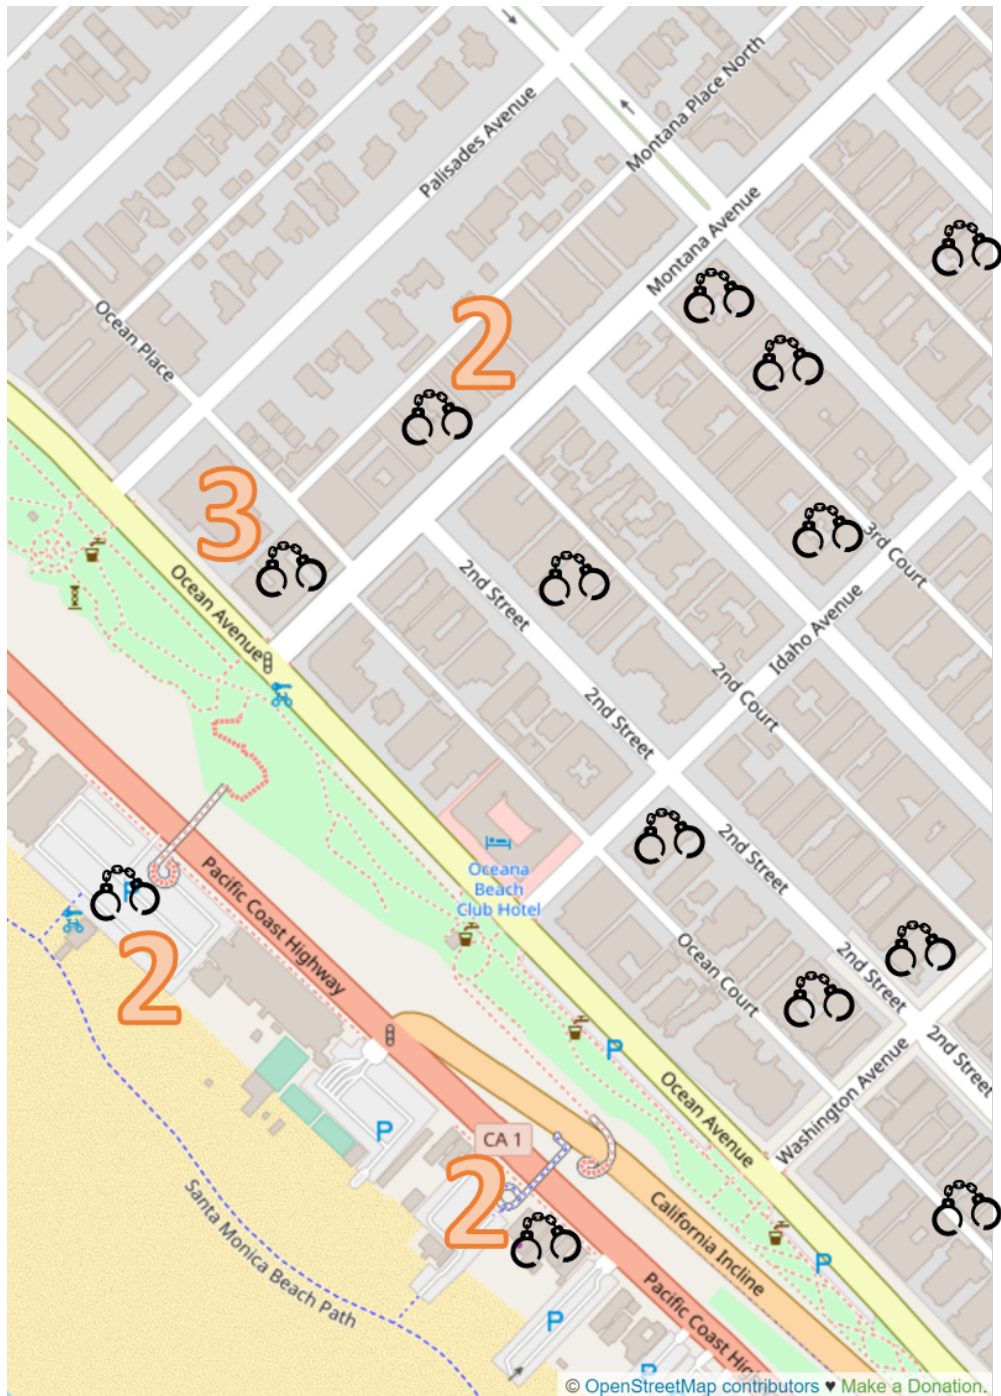 Montana Place North
Palisades Avenue
Montana Avenue
Ocean Place
2
3
3rd Court
Ocean Avenue
2nd Street
Idaho Avenue
2nd Court
2nd Street
2nd Street
Oceana
Beach
Club Hotel
P
Pacific Coast Highway
2
Ocean Court
2nd Street
2nd Street
P
Ocean Avenue
Washington Avenue
P
CA 1
2
Santa Monica Beach Path
California Incline
P
Pacific Coast Hig
P
P
© OpenStreetMap contributors ♥ Make a Donation.